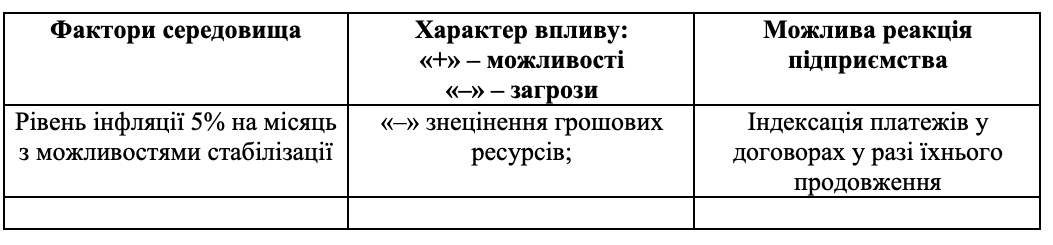 Фактори середовища
Характер впливу:
«+» – можливості
«–» – загрози
Можлива реакція
підприємства
Рівень інфляції 5% на місяць
з можливостями стабілізації
«–» знецінення грошових
ресурсів;
Індексація платежів у
договорах у разі їхнього
продовження